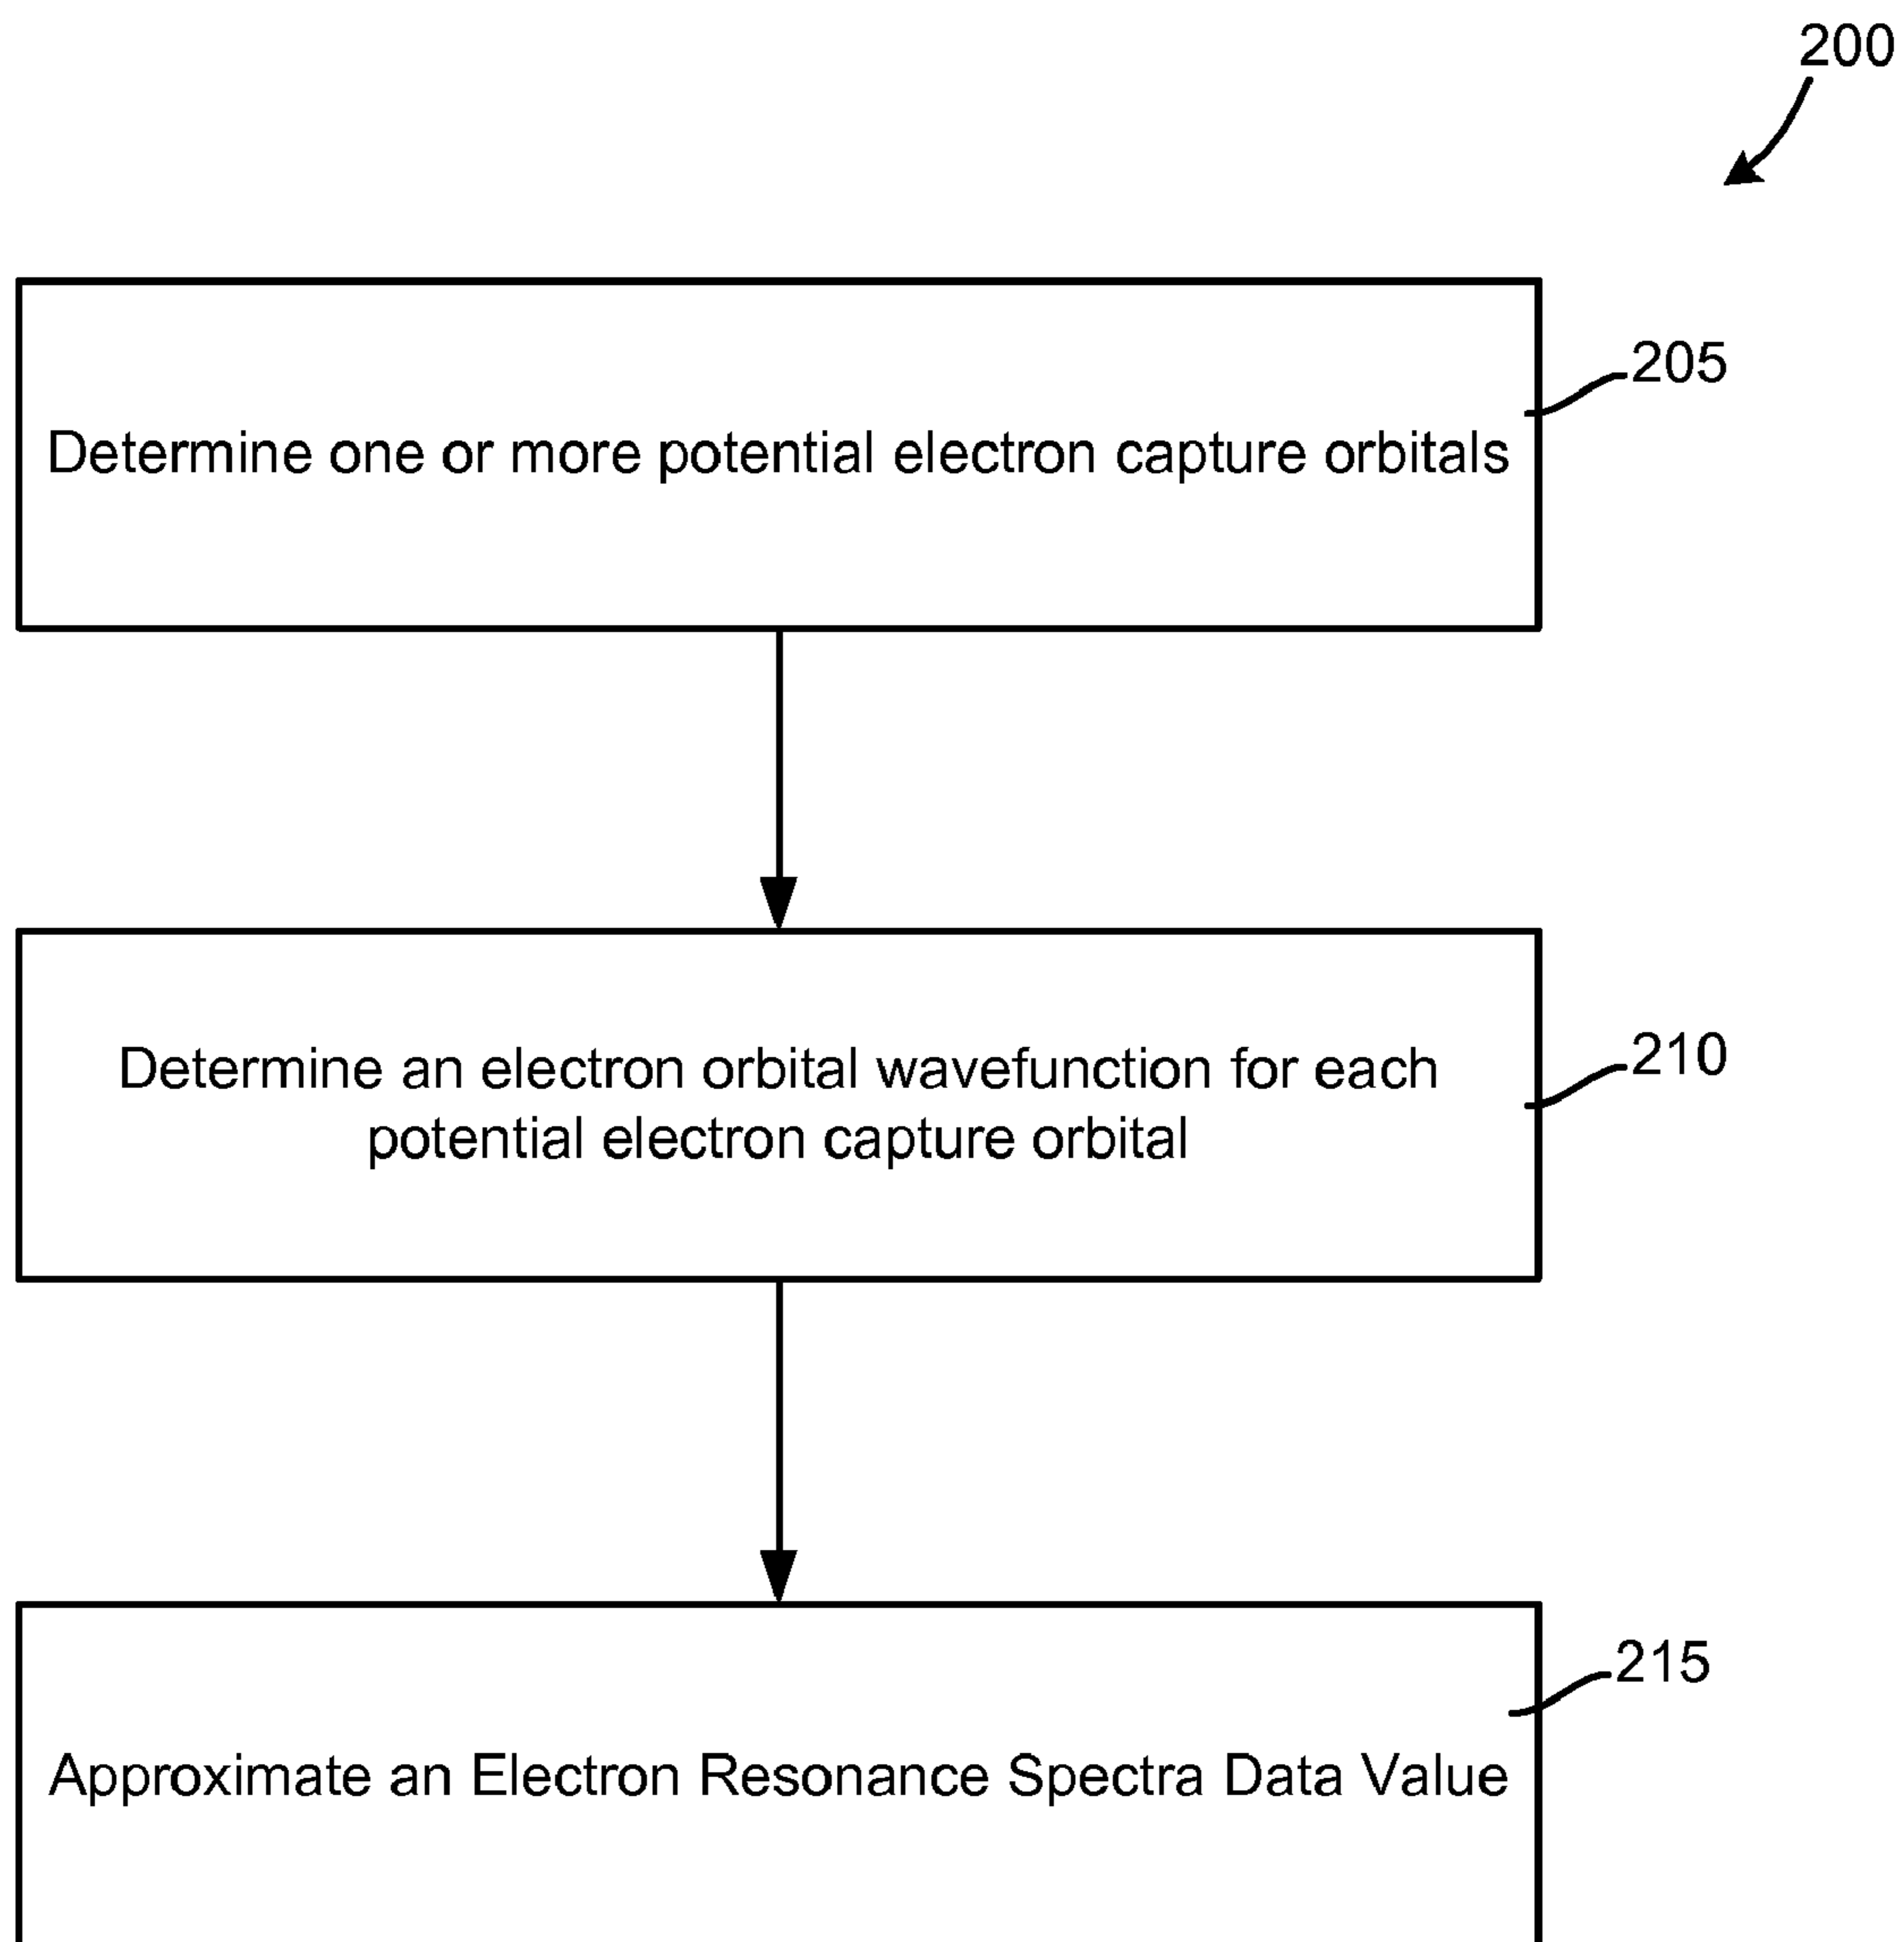 200
205
Determine one or more potential electron capture orbitals
210
Determine an electron orbital wavefunction for each
potential electron capture orbital
215
Approximate an Electron Resonance Spectra Data Value